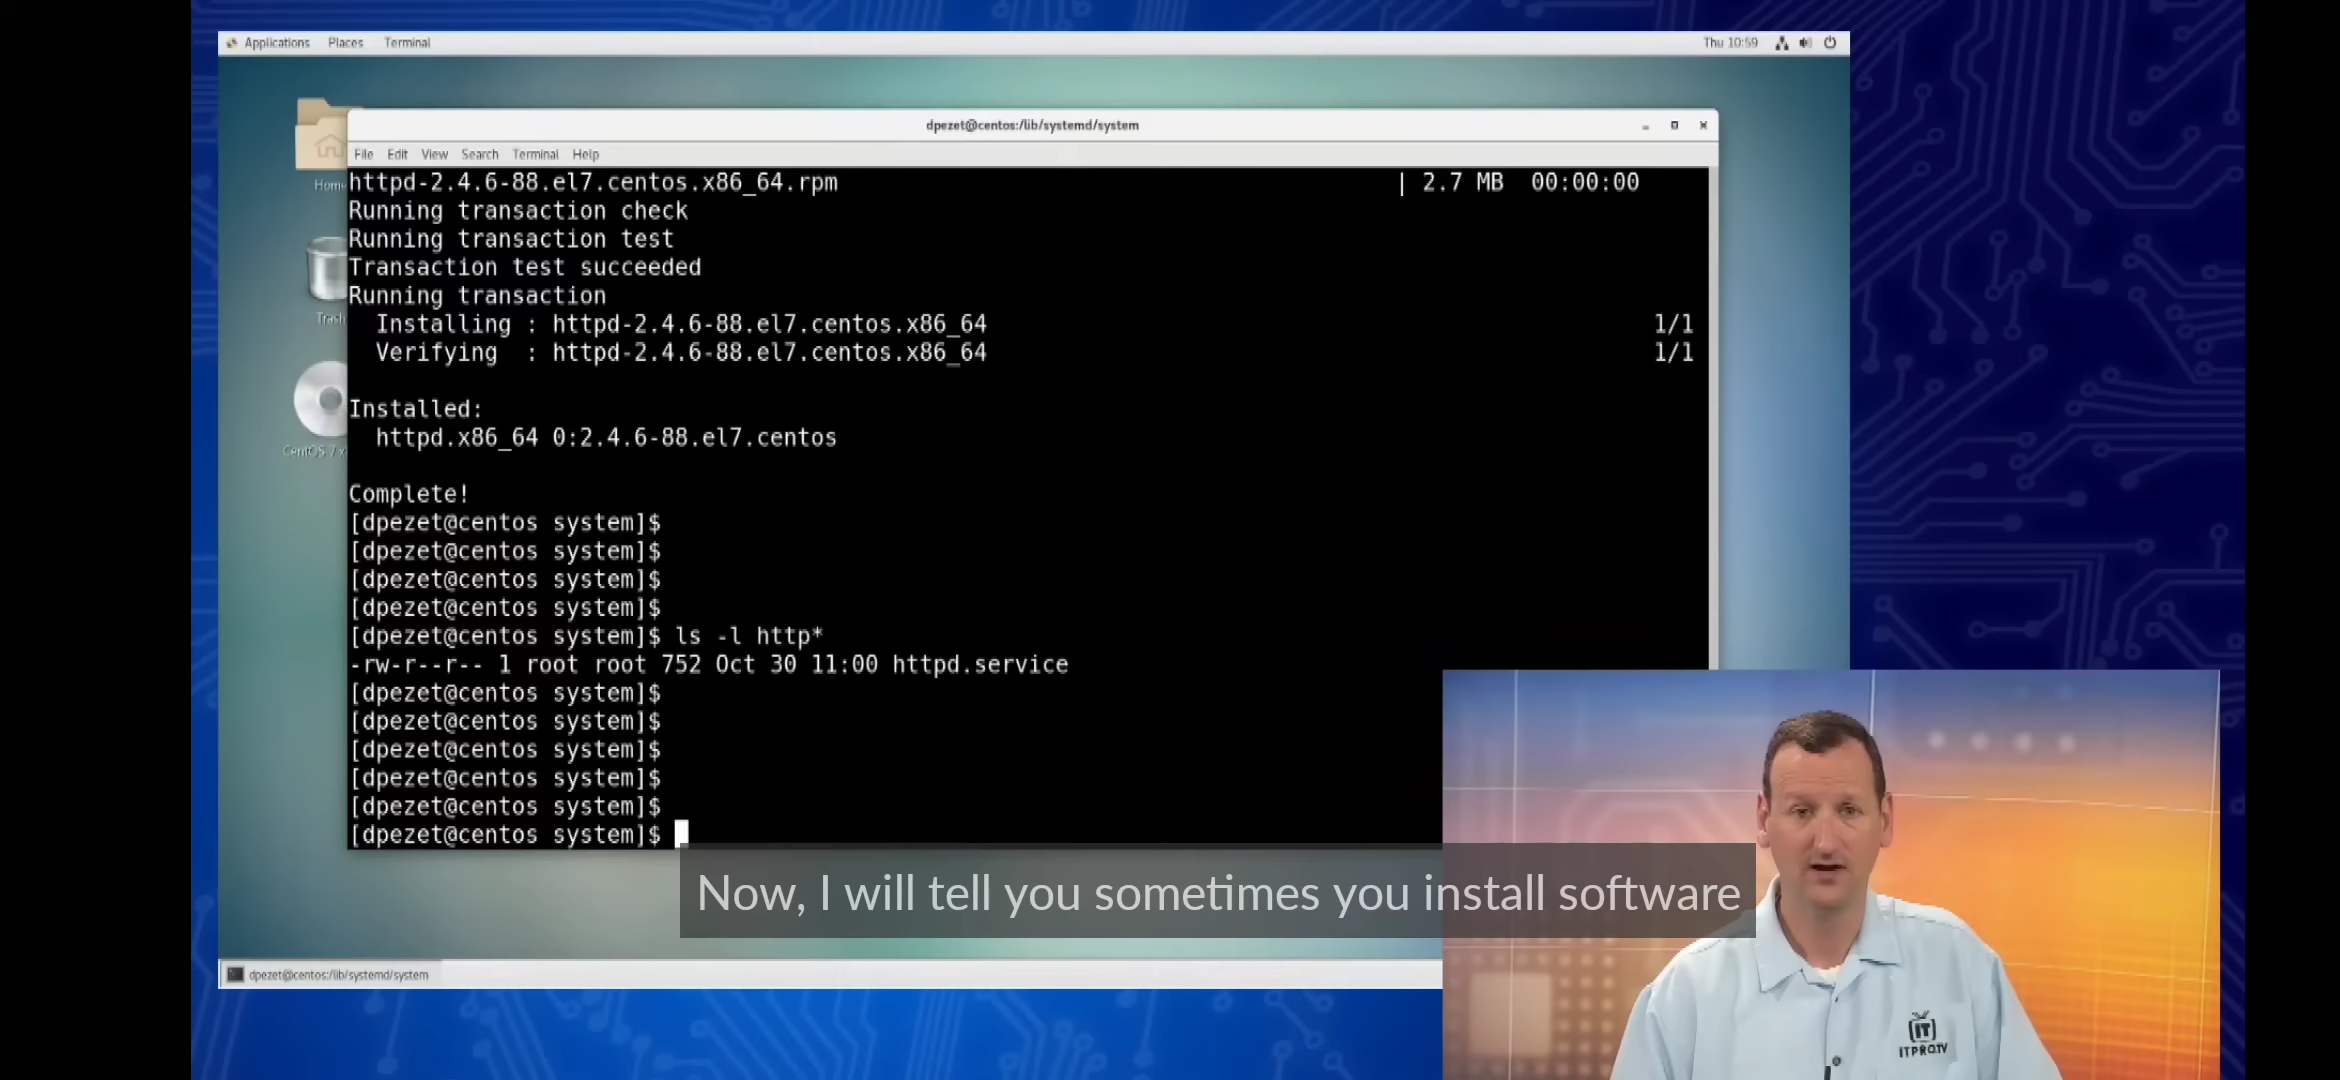 Applications Places Terminal
Thu 10:59
dpezet@centos:/lib/systemd/system
File Edit View Search Terminal Help
Home
Trash
CentOS 7 x
httpd-2.4.6-88.el7.centos.x86_64.rpm | 2.7 MB 00:00:00
Running transaction check
Running transaction test
Transaction test succeeded
Running transaction
Installing : httpd-2.4.6-88.el7.centos.x86_64 1/1
Verifying : httpd-2.4.6-88.el7.centos.x86_64 1/1
Installed:
httpd.x86_64 0:2.4.6-88.el7.centos
Complete!
[dpezet@centos system]$
[dpezet@centos system]$
[dpezet@centos system]$
[dpezet@centos system]$
[dpezet@centos system]$ ls -l http*
-rw-r--r-- 1 root root 752 Oct 30 11:00 httpd.service
[dpezet@centos system]$
[dpezet@centos system]$
[dpezet@centos system]$
[dpezet@centos system]$
[dpezet@centos system]$
[dpezet@centos system]$
Now, I will tell you sometimes you install software
dpezet@centos:/lib/systemd/system
IT
ITPRO.TV